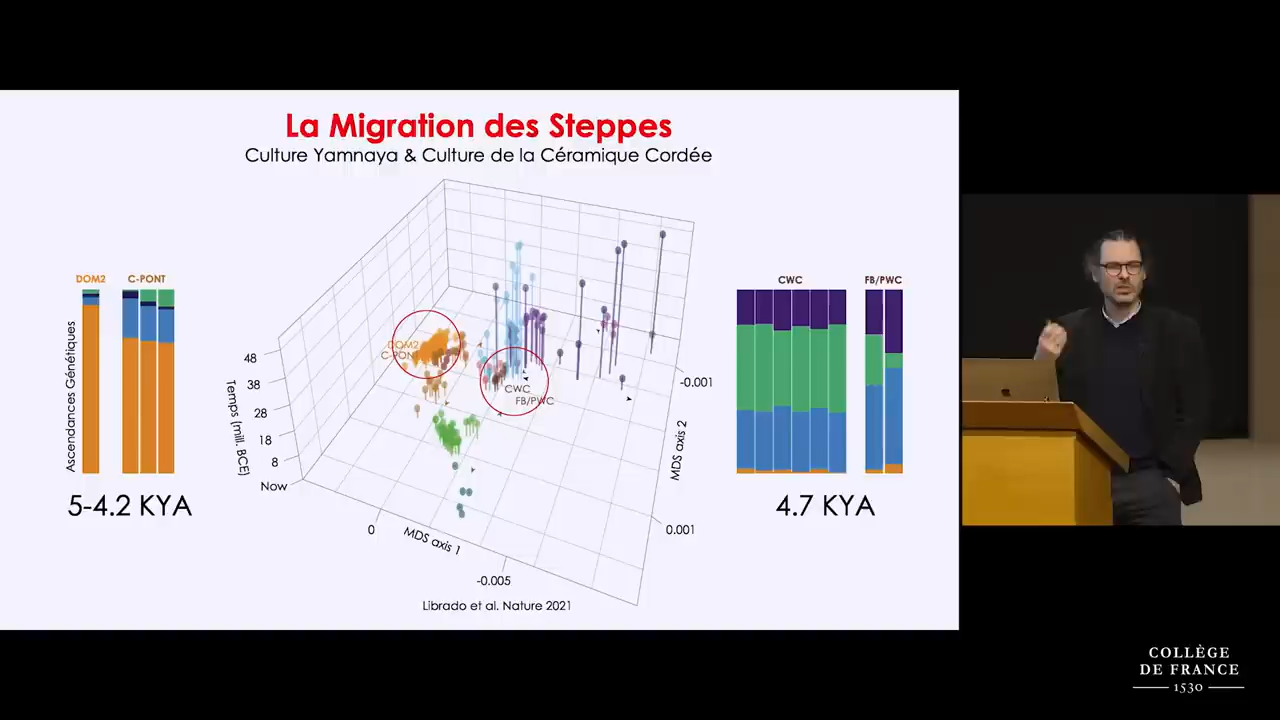 La Migration des Steppes
Culture Yamnaya & Culture de la Céramique Cordée
DOM2
C-PONT
Ascendances Génétiques
5-4.2 KYA
48
38
28
18
8
Now
Temps (mill. BCE)
DOM2
C-PONT
CWC
FB/PWC
0
MDS axis 1
-0.005
-0.001
MDS axis 2
0.001
Librado et al. Nature 2021
CWC
FB/PWC
4.7 KYA
COLLÈGE
DE FRANCE
1530